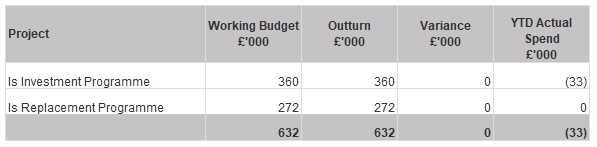 Project Working Budget £'000 Outturn £'000 Variance £'000 YTD Actual Spend £'000
Is Investment Programme 360 360 0 (33)
Is Replacement Programme 272 272 0 0
632 632 0 (33)